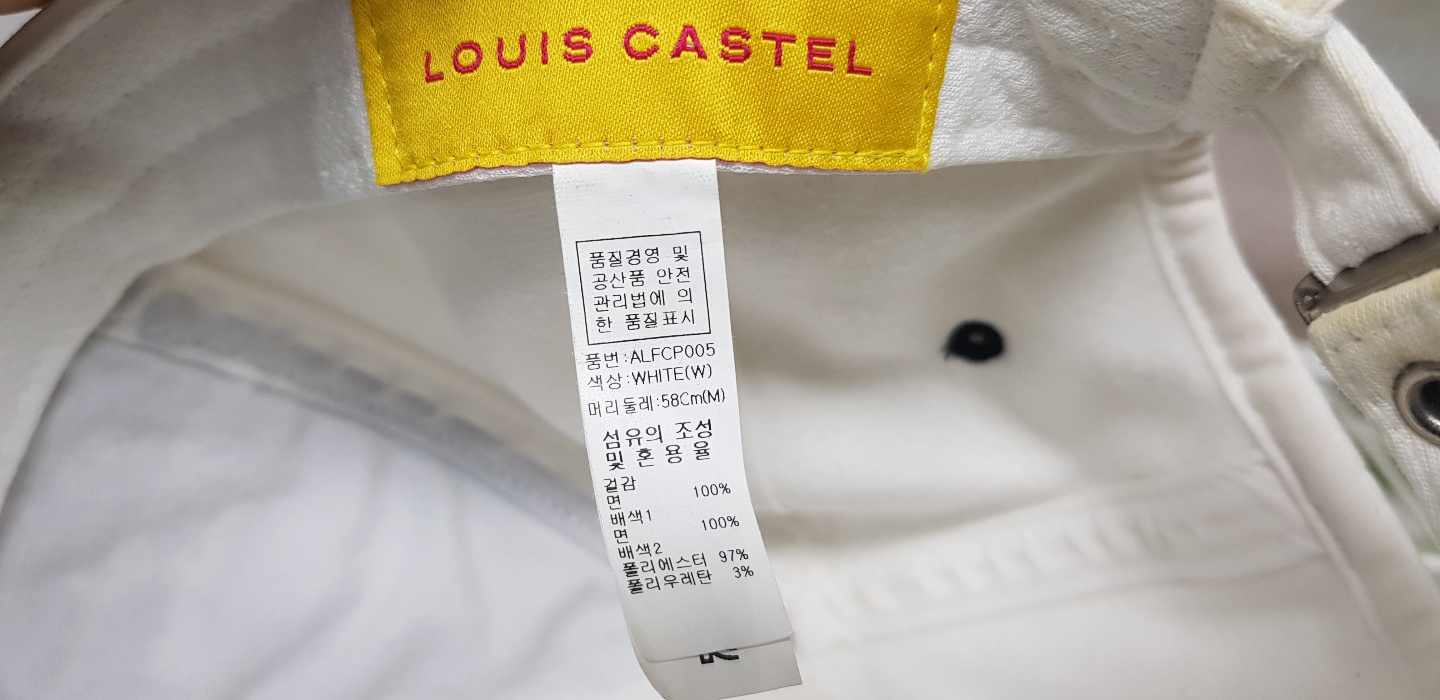 LOUIS CASTEL
품질경영 및
공산품 안전
관리법에 의
한 품질표시
품번:ALFCP005
색상:WHITE(W)
머리둘레:58Cm(M)
섬유의 조성
및 혼 용 율
겉감
면 100%
배색1
면 100%
배색2
폴리에스터 97%
폴리우레탄 3%